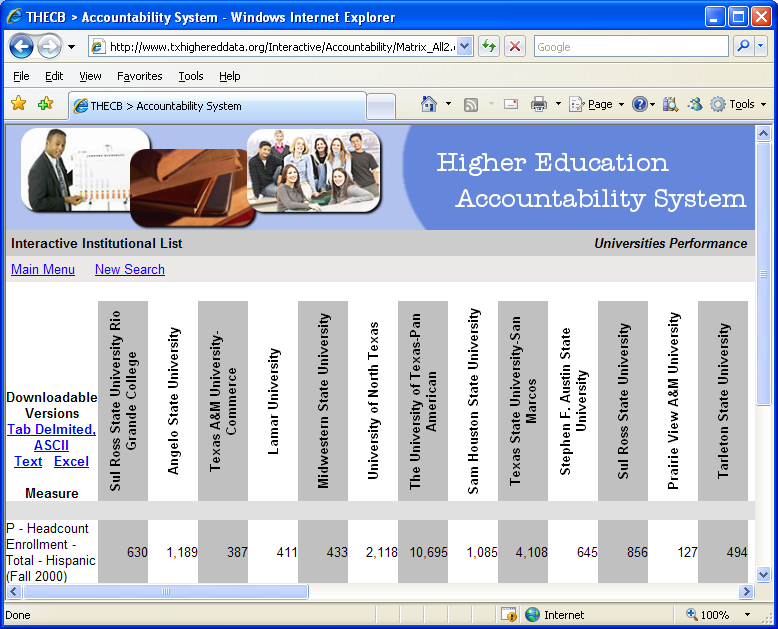 THECB > Accountability System - Windows Internet Explorer
http://www.txhighereddata.org/Interactive/Accountability/Matrix_All2.
Google
File Edit View Favorites Tools Help
THECB > Accountability System
Page
Tools
Higher Education
Accountability System
Interactive Institutional List
Universities Performance
Main Menu New Search
Downloadable
Versions
Tab Delmited,
ASCII
Text Excel
Measure
Sul Ross State University Rio
Grande College
Angelo State University
Texas A&M University-
Commerce
Lamar University
Midwestern State University
University of North Texas
The University of Texas-Pan
American
Sam Houston State University
Texas State University-San
Marcos
Stephen F. Austin State
University
Sul Ross State University
Prairie View A&M University
Tarleton State University
P - Headcount
Enrollment -
Total - Hispanic
(Fall 2000)
630 1,189 387 411 433 2,118 10,695 1,085 4,108 645 856 127 494
Done
Internet
100%